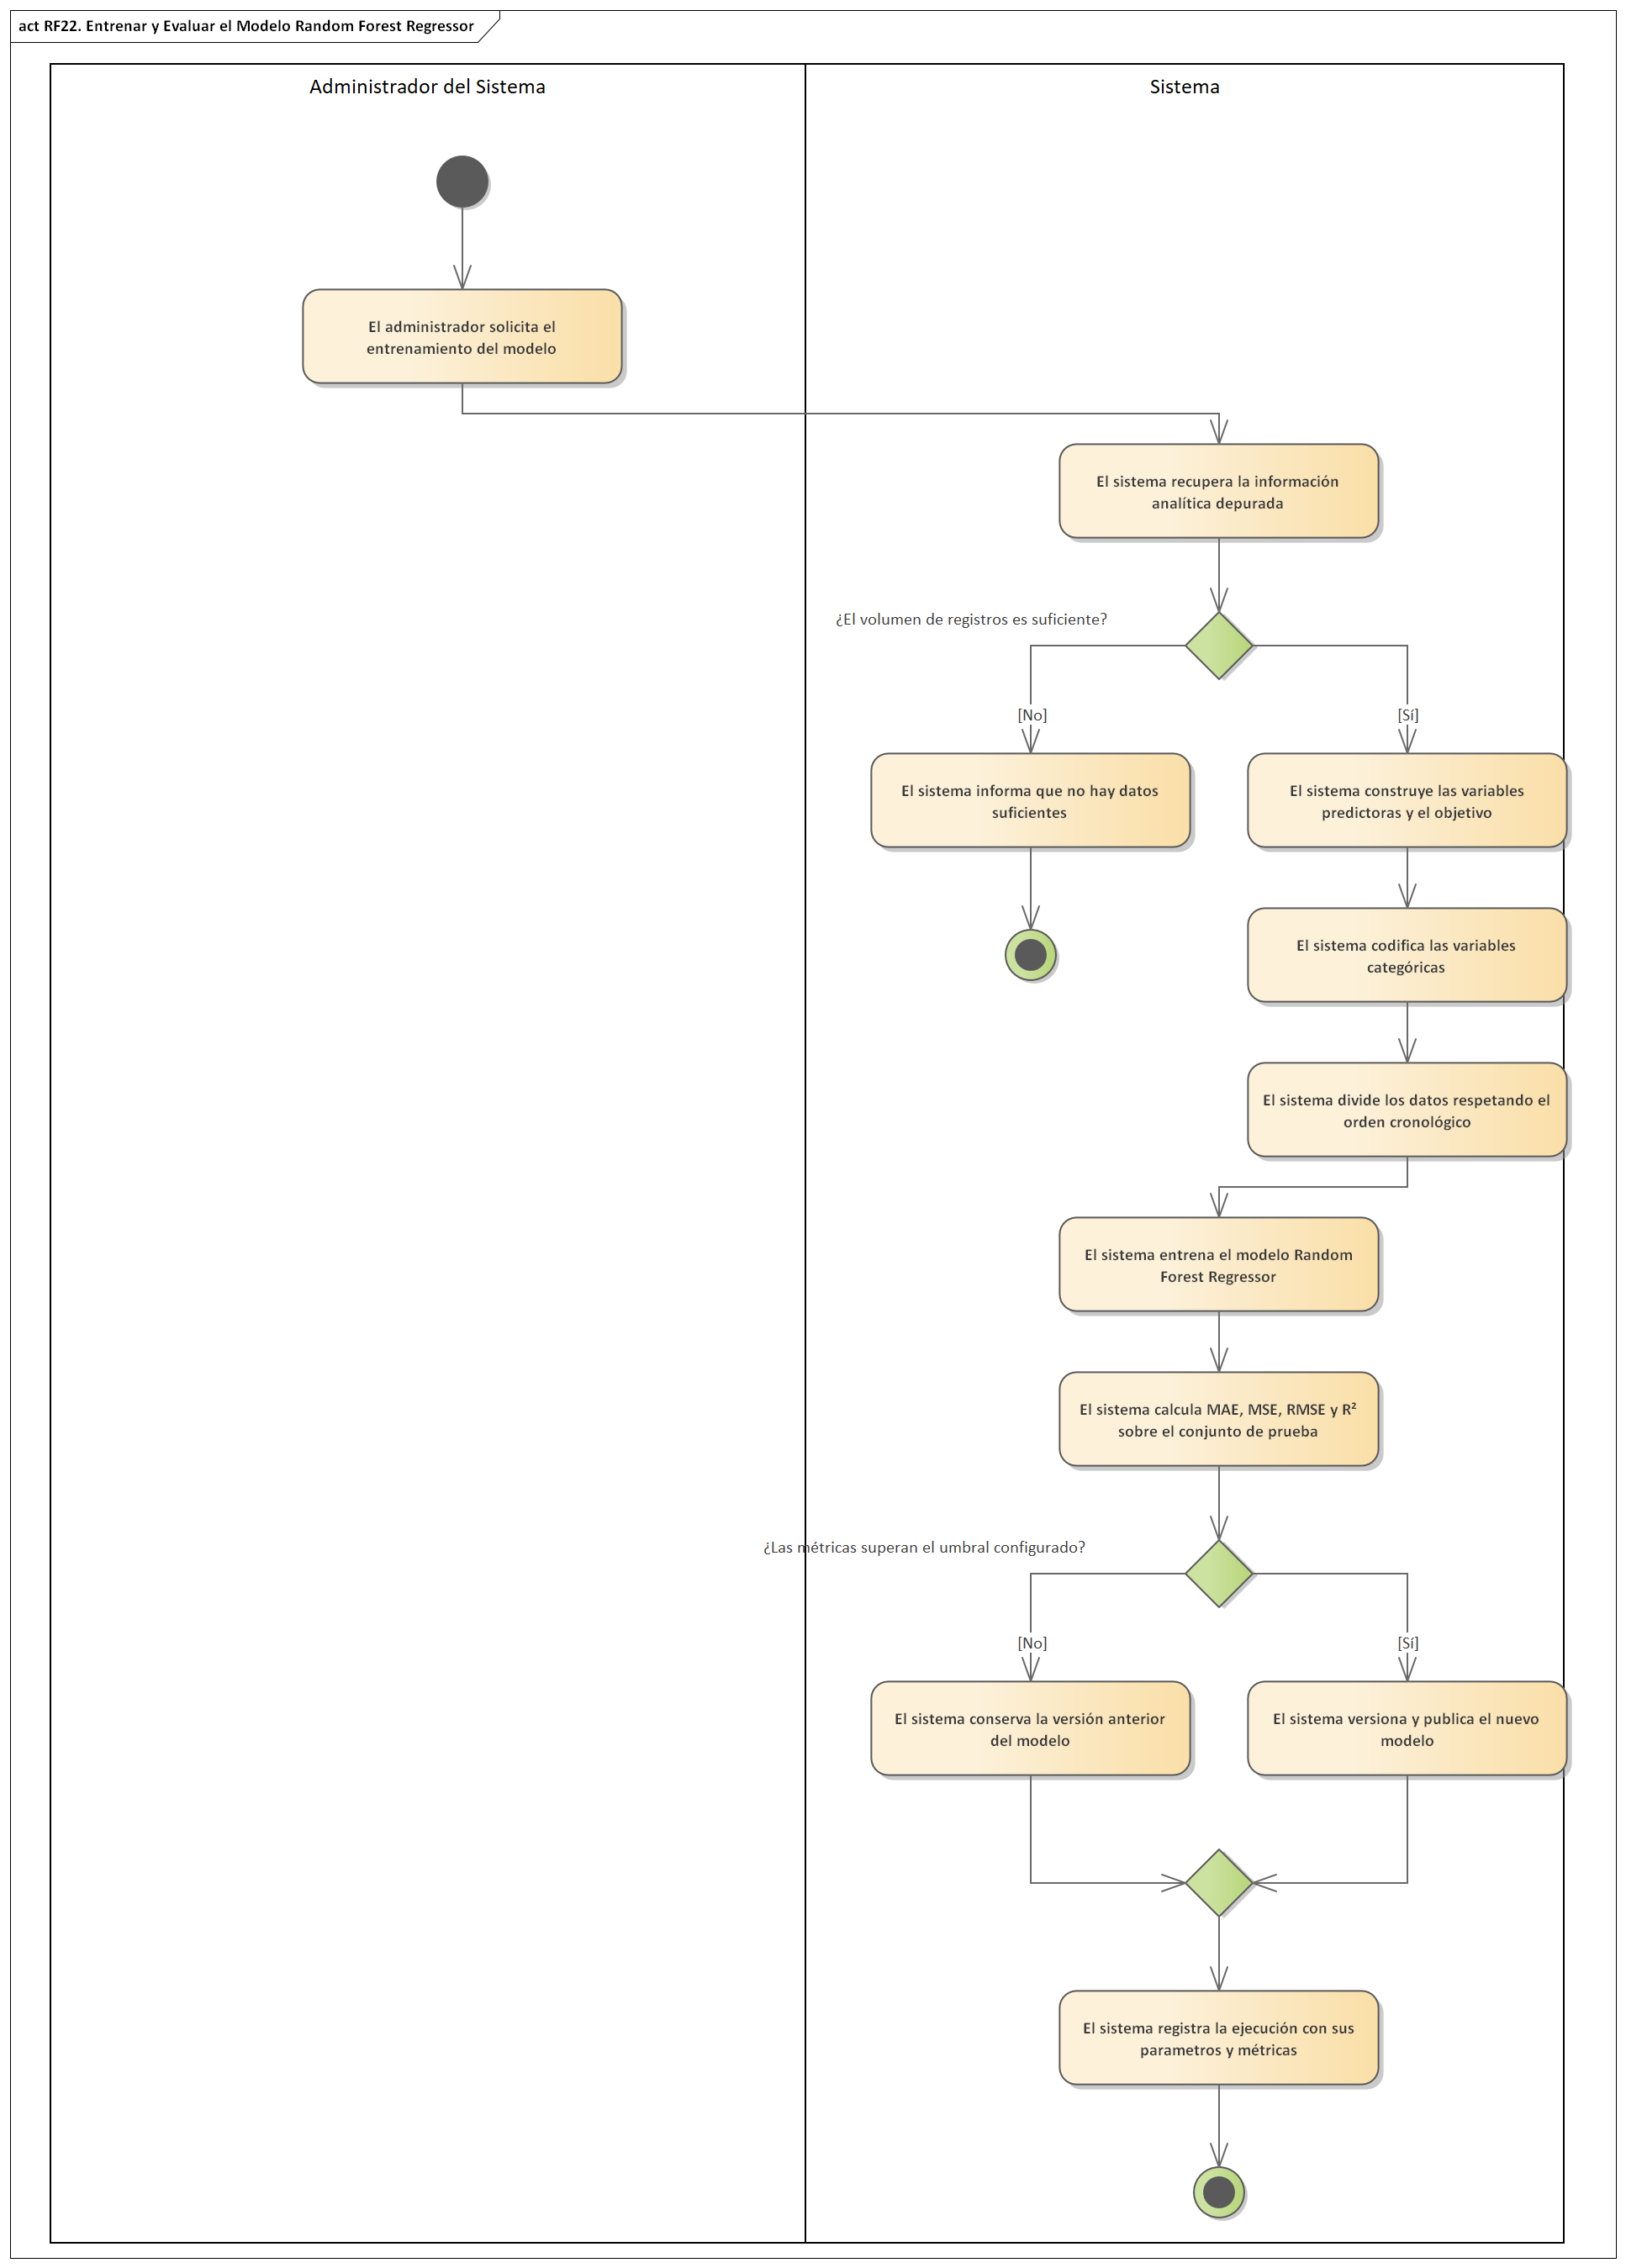 act RF22. Entrenar y Evaluar el Modelo Random Forest Regressor
Administrador del Sistema
Sistema
El administrador solicita el
entrenamiento del modelo
El sistema recupera la información
analítica depurada
¿El volumen de registros es suficiente?
[No]
[Sí]
El sistema informa que no hay datos
suficientes
El sistema construye las variables
predictoras y el objetivo
El sistema codifica las variables
categóricas
El sistema divide los datos respetando el
orden cronológico
El sistema entrena el modelo Random
Forest Regressor
El sistema calcula MAE, MSE, RMSE y R²
sobre el conjunto de prueba
¿Las métricas superan el umbral configurado?
[No]
[Sí]
El sistema conserva la versión anterior
del modelo
El sistema versiona y publica el nuevo
modelo
El sistema registra la ejecución con sus
parametros y métricas